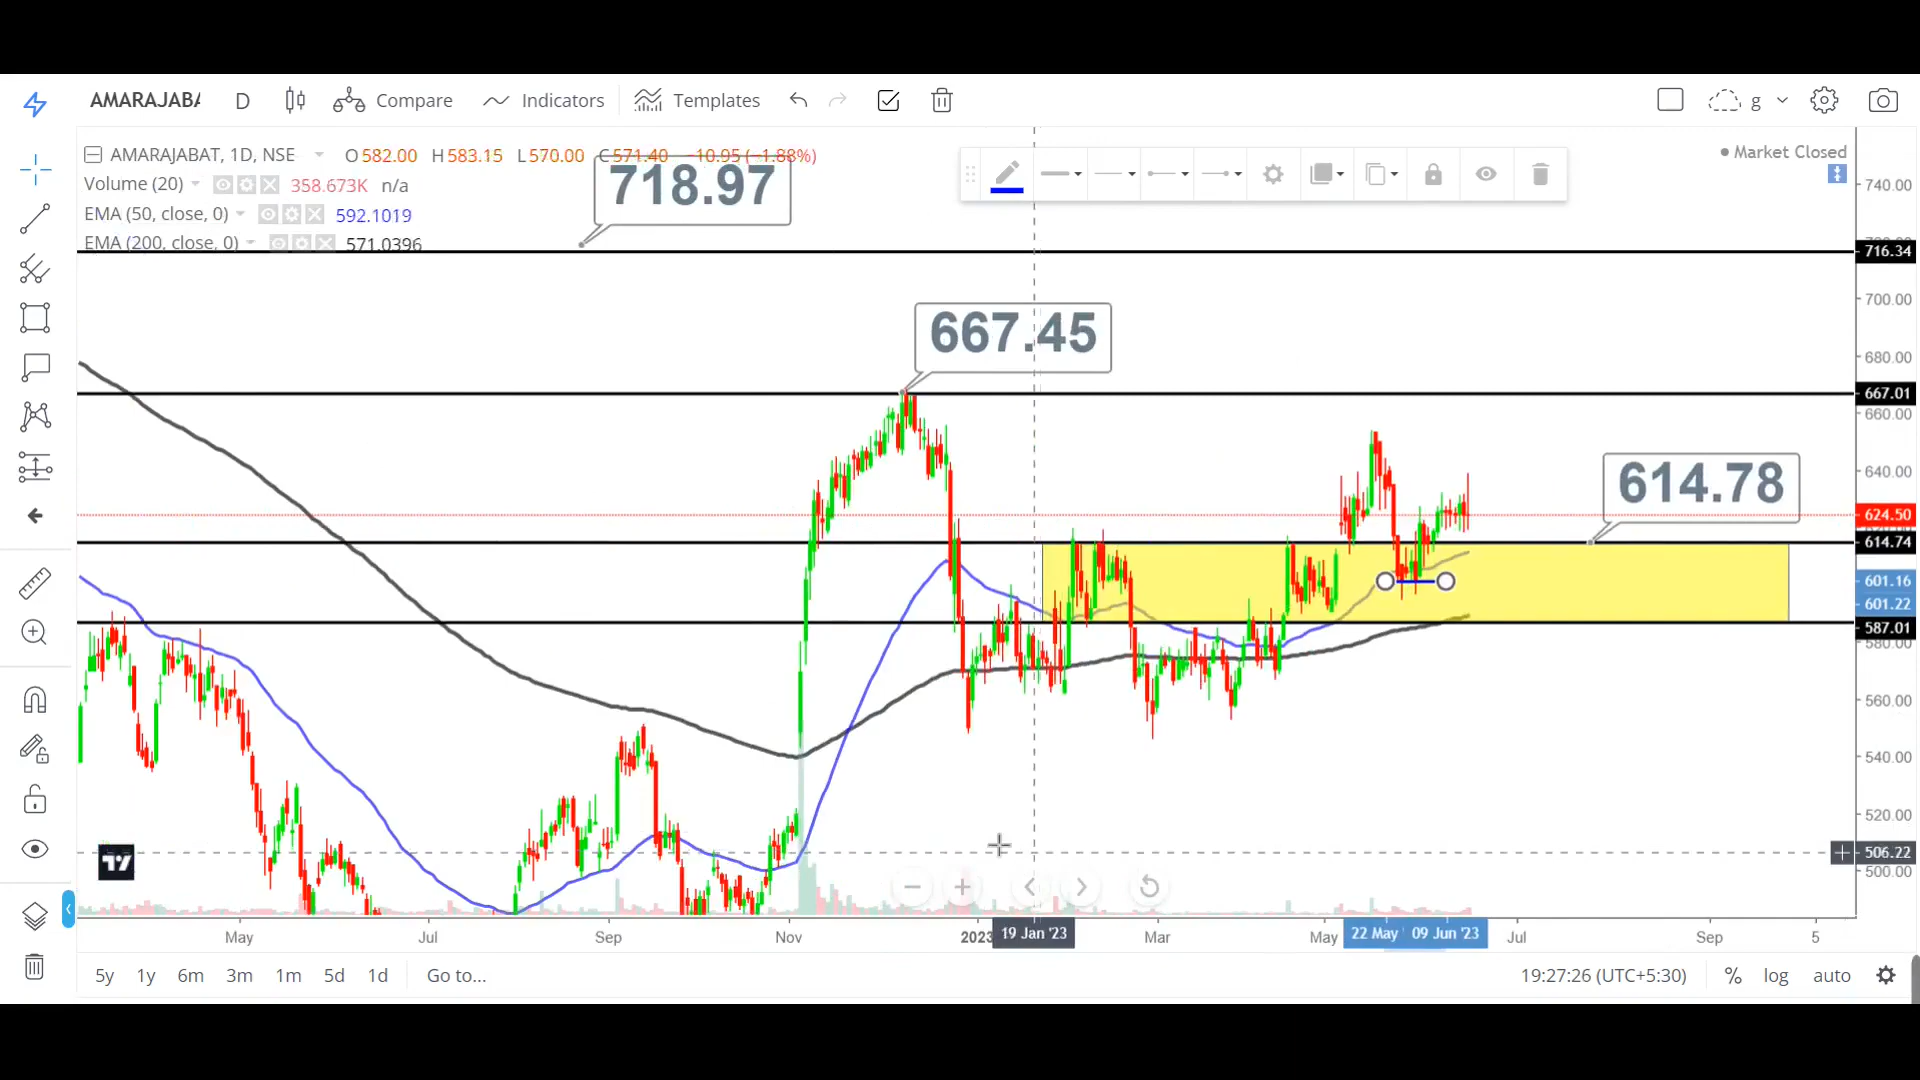 AMARAJABA D Compare Indicators Templates g
AMARAJABAT, 1D, NSE O582.00 H583.15 L570.00 C571.40 −10.95 (−1.88%)
Market Closed
Volume (20) 358.673K n/a
EMA (50, close, 0) 592.1019
EMA (200, close, 0) 571.0396
718.97
667.45
614.78
740.00
716.34
700.00
680.00
667.01
660.00
640.00
624.50
614.74
601.16
601.22
587.01
580.00
560.00
540.00
520.00
506.22
500.00
May Jul Sep Nov 2023 19 Jan '23 Mar May 22 May ' 09 Jun '23 Jul Sep 5
5y 1y 6m 3m 1m 5d 1d Go to... 19:27:26 (UTC+5:30) % log auto